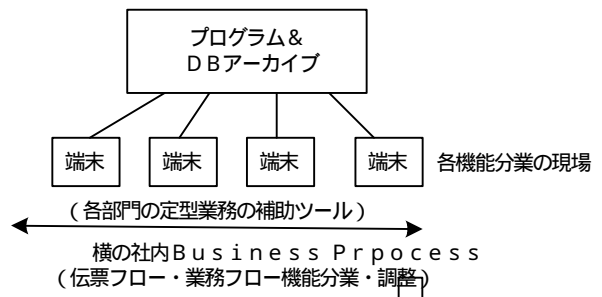 プログラム＆
ＤＢアーカイブ
端末 端末 端末 端末 各機能分業の現場
（各部門の定型業務の補助ツール）
横の社内Ｂｕｓｉｎｅｓｓ Ｐｒｐｏｃｅｓｓ
（伝票フロー・業務フロー機能分業・調整）